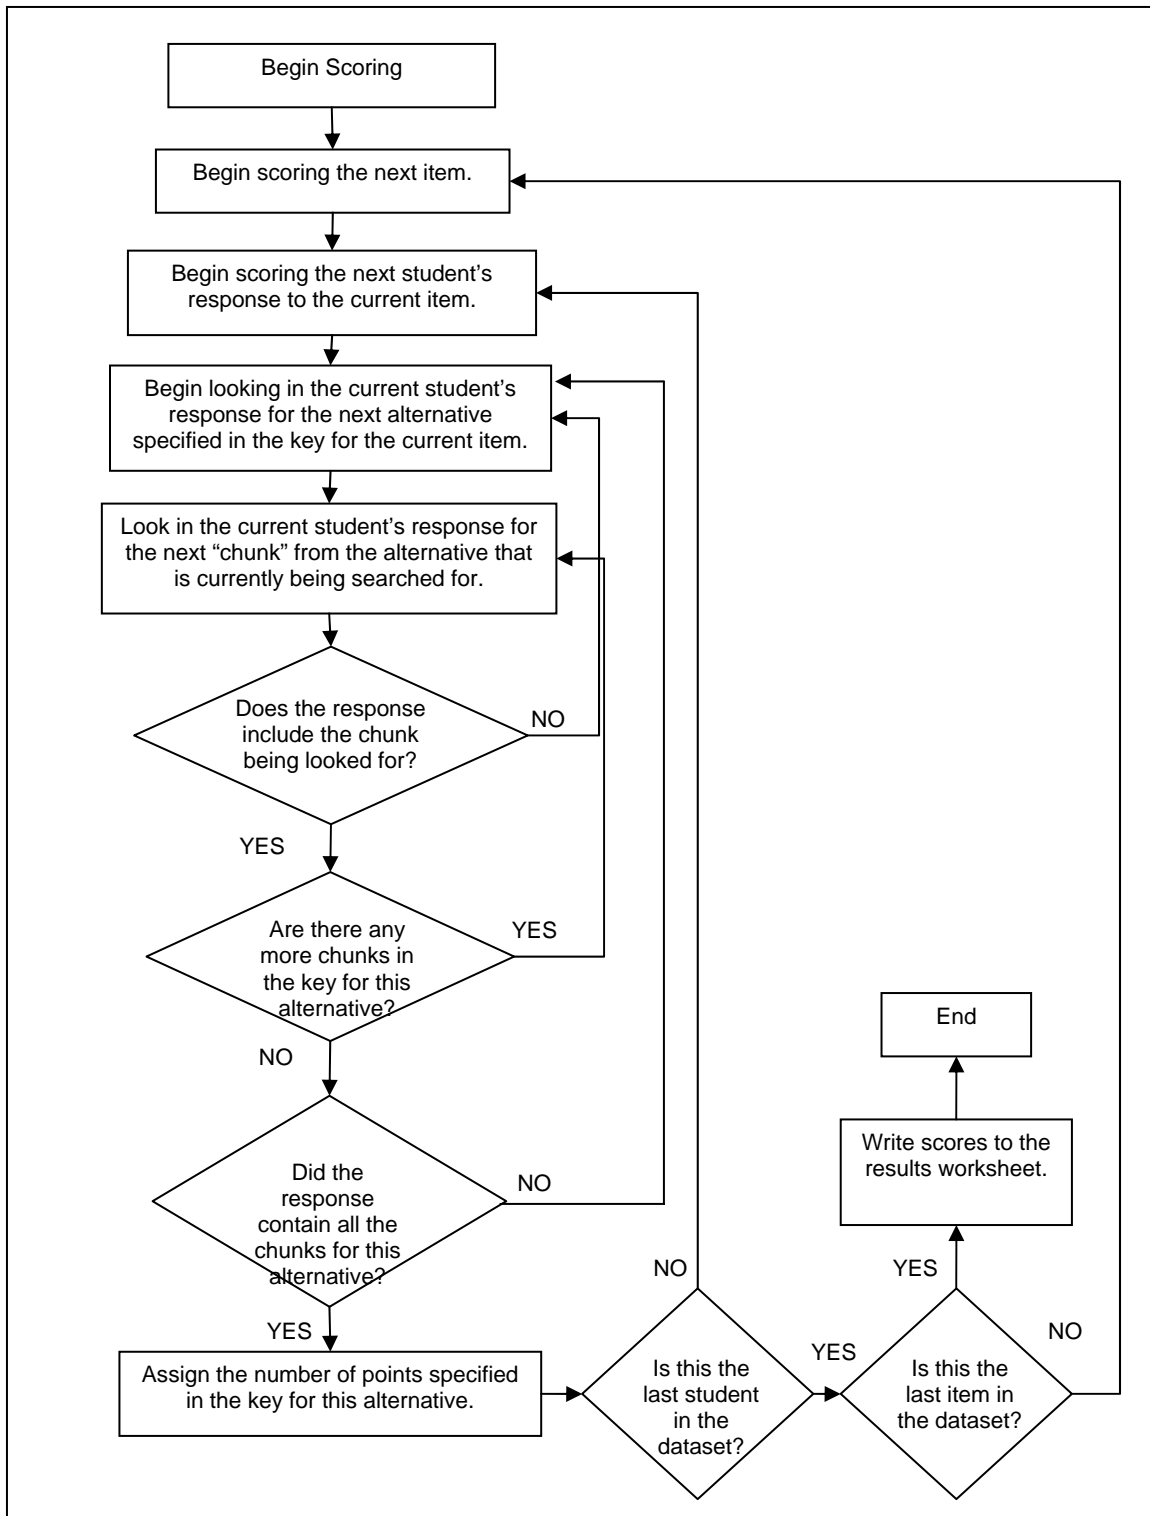 Begin Scoring
Begin scoring the next item.
Begin scoring the next student’s
response to the current item.
Begin looking in the current student’s
response for the next alternative
specified in the key for the current item.
Look in the current student’s response for
the next “chunk” from the alternative that
is currently being searched for.
Does the response
include the chunk
being looked for?
NO
YES
Are there any
more chunks in
the key for this
alternative?
YES
NO
Did the
response
contain all the
chunks for this
alternative?
NO
YES
Assign the number of points specified
in the key for this alternative.
Is this the
last student
in the
dataset?
NO
YES
Is this the
last item in
the dataset?
NO
YES
Write scores to the
results worksheet.
End